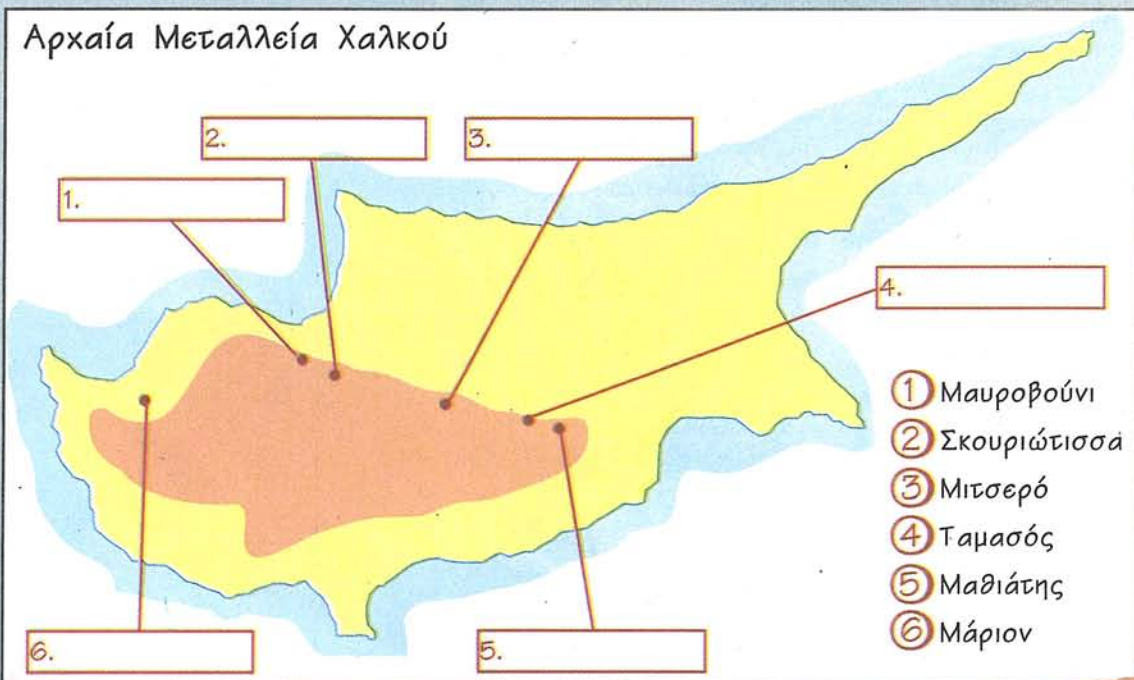 Αρχαία Μεταλλεία Χαλκού
2.
3.
1.
4.
① Μαυροβούνι
② Σκουριώτισσα
③ Μιτσερό
④ Ταμασός
⑤ Μαθιάτης
⑥ Μάριον
6.
5.